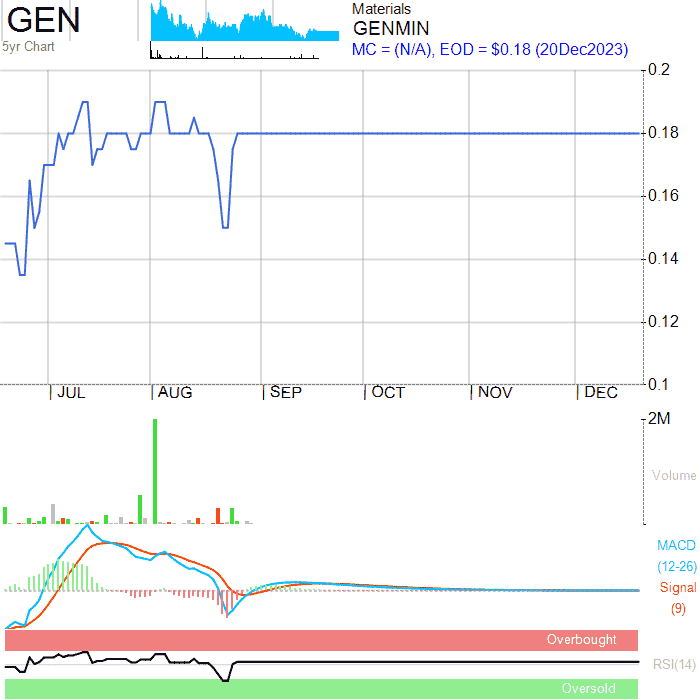 GEN
5yr Chart
Materials
GENMIN
MC = (N/A), EOD = $0.18 (20Dec2023)
0.2
0.18
0.16
0.14
0.12
0.1
JUL AUG SEP OCT NOV DEC
2M
Volume
MACD
(12-26)
Signal
(9)
Overbought
RSI(14)
Oversold